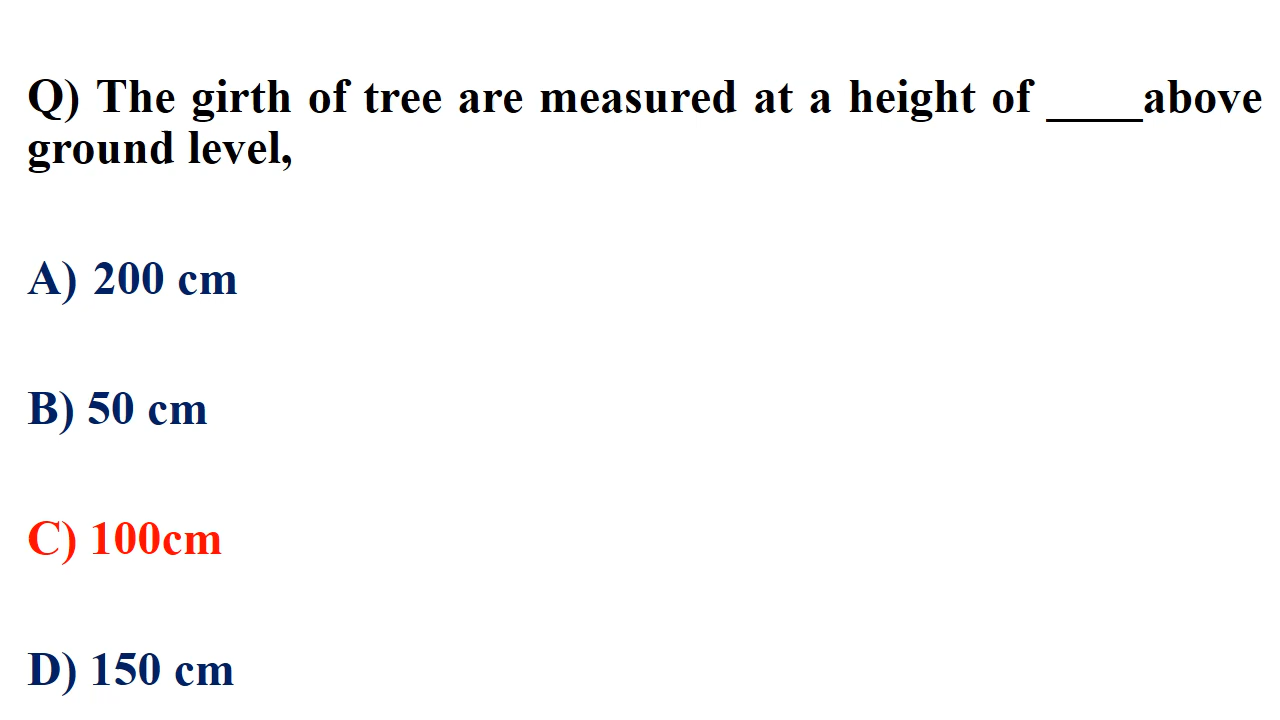 Q) The girth of tree are measured at a height of ____above
ground level,
A) 200 cm
B) 50 cm
C) 100cm
D) 150 cm